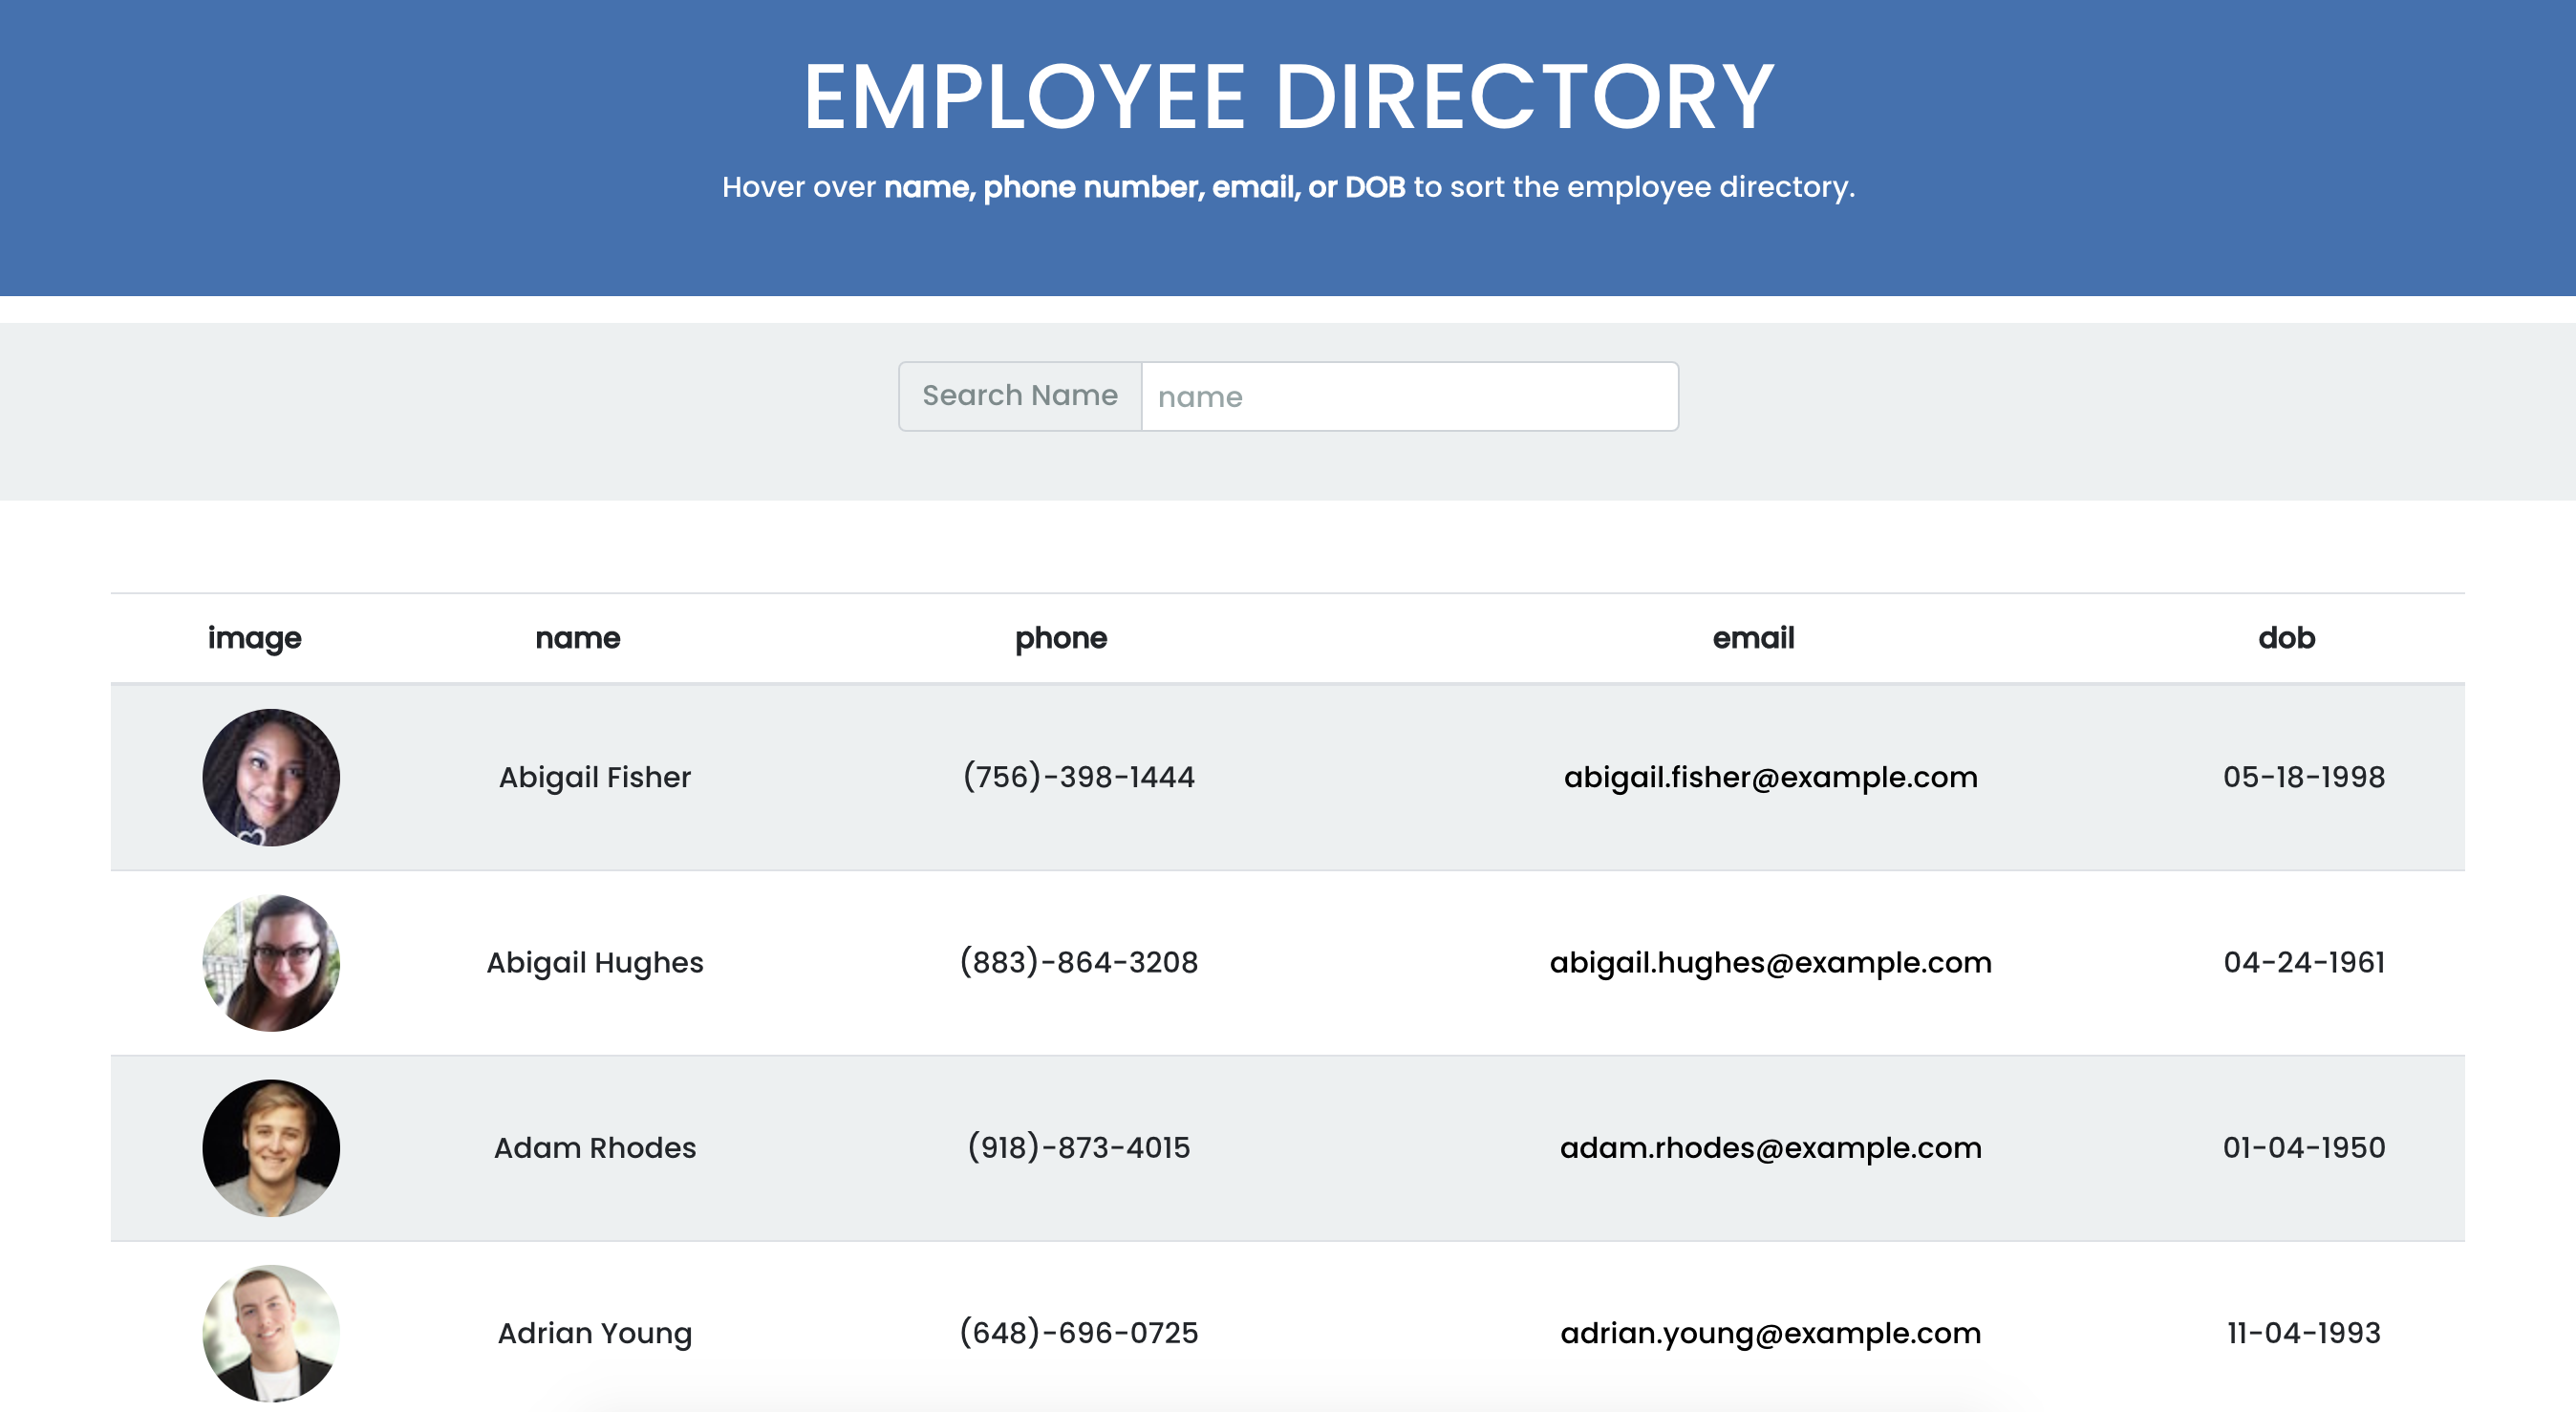 EMPLOYEE DIRECTORY
Hover over name, phone number, email, or DOB to sort the employee directory.
Search Name name
image name phone email dob
Abigail Fisher (756)-398-1444 abigail.fisher@example.com 05-18-1998
Abigail Hughes (883)-864-3208 abigail.hughes@example.com 04-24-1961
Adam Rhodes (918)-873-4015 adam.rhodes@example.com 01-04-1950
Adrian Young (648)-696-0725 adrian.young@example.com 11-04-1993